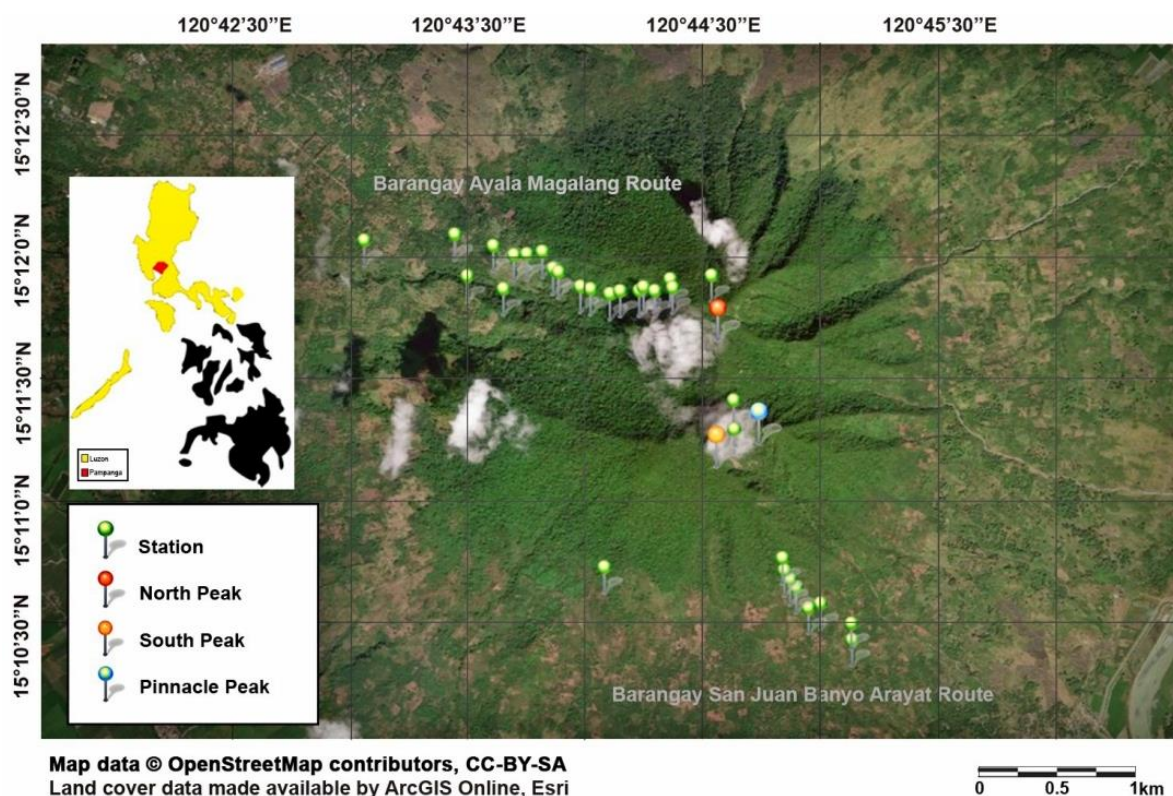 120°42’30’’E 120°43’30’’E 120°44’30’’E 120°45’30’’E
15°12’30’’N
Barangay Ayala Magalang Route
15°12’0’’N
15°11’30’’N
Luzon
Pampanga
15°11’0’’N
Station
North Peak
South Peak
Pinnacle Peak
15°10’30’’N
Barangay San Juan Banyo Arayat Route
Map data © OpenStreetMap contributors, CC-BY-SA
Land cover data made available by ArcGIS Online, Esri
0 0.5 1km